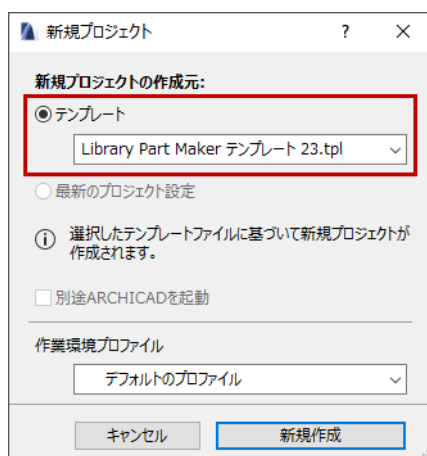 新規プロジェクト ?
新規プロジェクトの作成元:
テンプレート
Library Part Maker テンプレート 23.tpl
最新のプロジェクト設定
選択したテンプレートファイルに基づいて新規プロジェクトが
作成されます。
別途ARCHICADを起動
作業環境プロファイル
デフォルトのプロファイル
キャンセル 新規作成